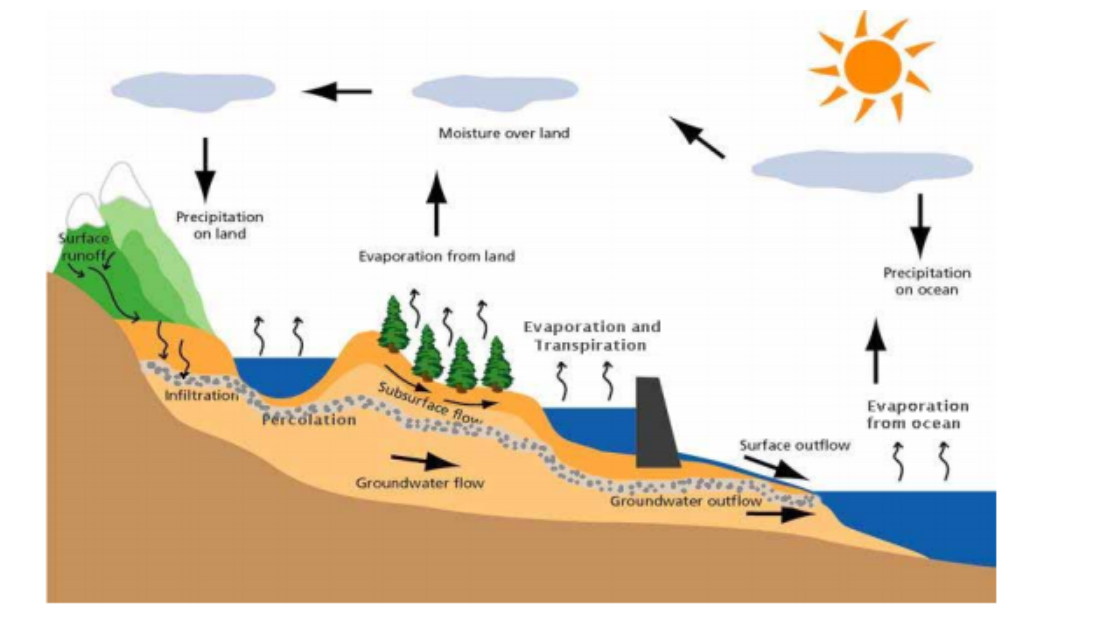 Moisture over land
Precipitation
on land
Surface
runoff
Evaporation from land
Precipitation
on ocean
Evaporation and
Transpiration
Infiltration
Percolation
Subsurface flow
Evaporation
from ocean
Surface outflow
Groundwater flow
Groundwater outflow